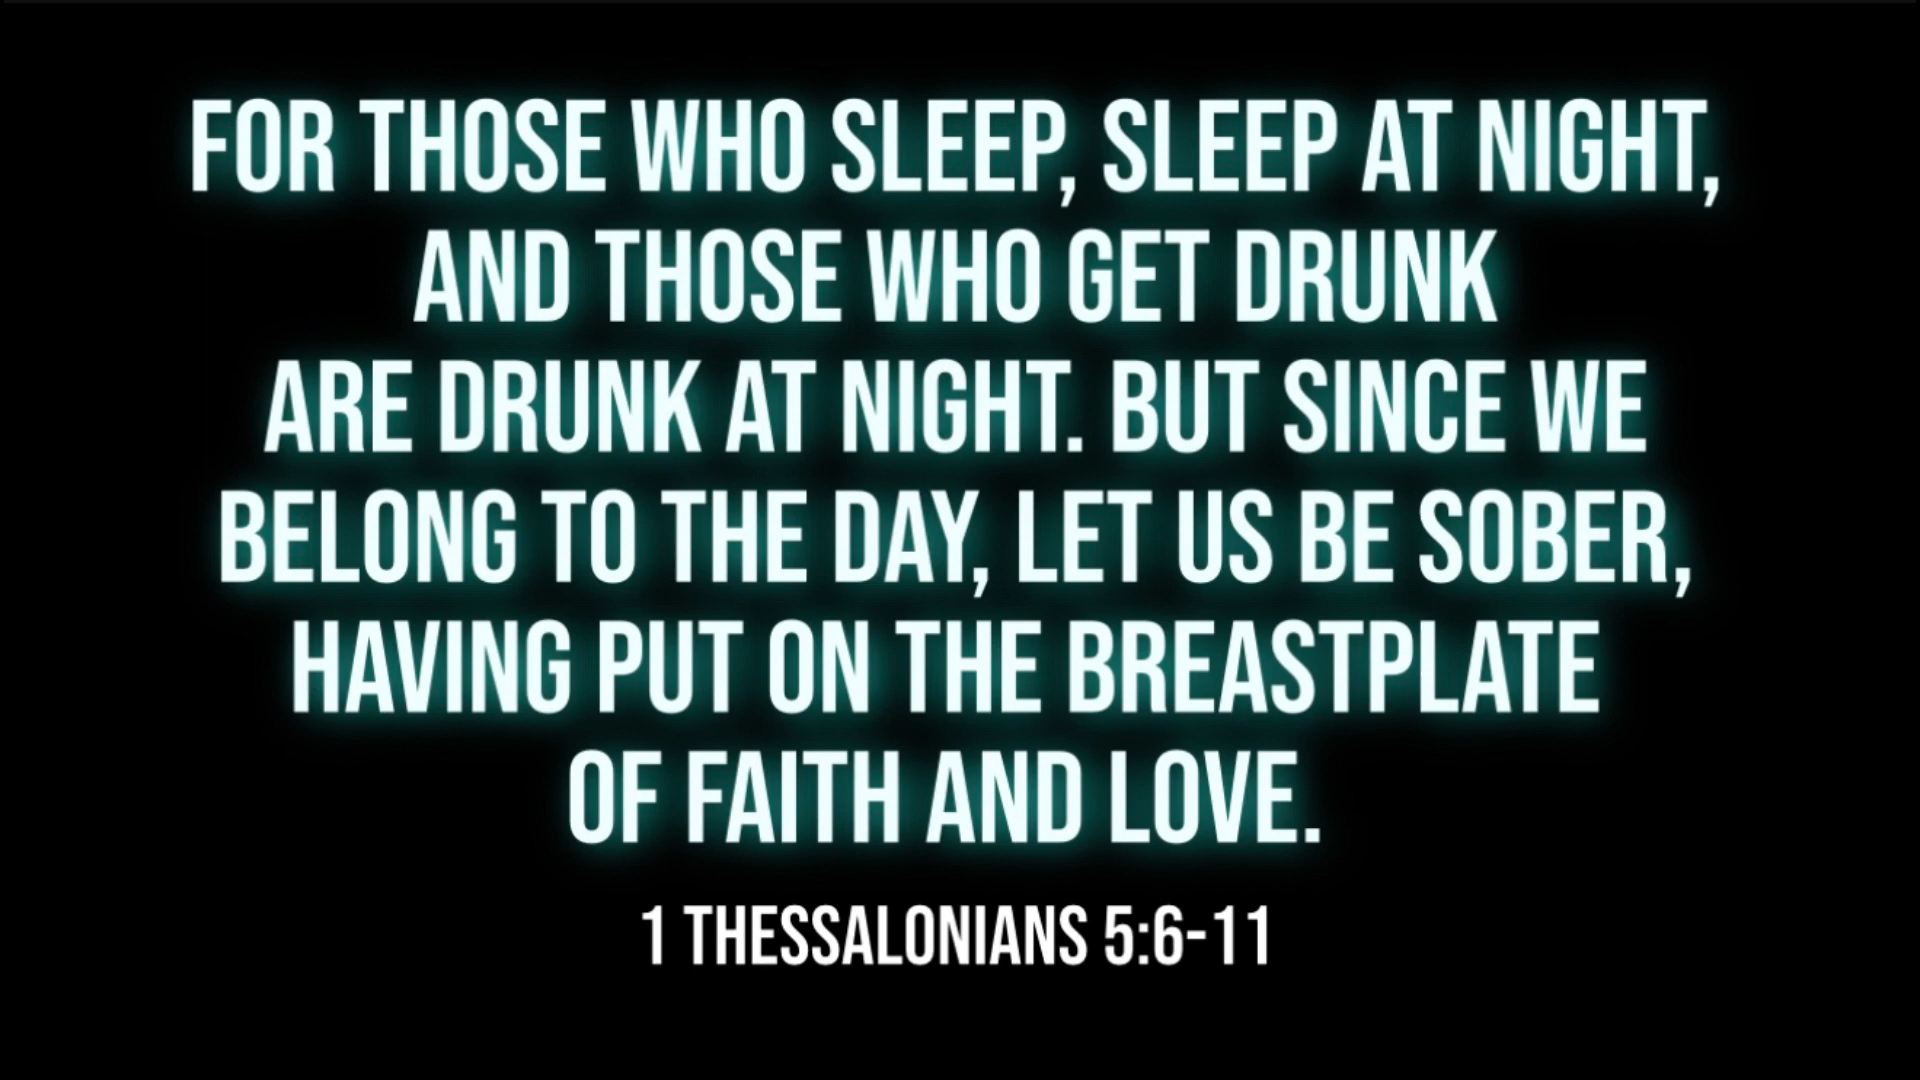 FOR THOSE WHO SLEEP, SLEEP AT NIGHT,
AND THOSE WHO GET DRUNK
ARE DRUNK AT NIGHT. BUT SINCE WE
BELONG TO THE DAY, LET US BE SOBER,
HAVING PUT ON THE BREASTPLATE
OF FAITH AND LOVE.
1 THESSALONIANS 5:6-11